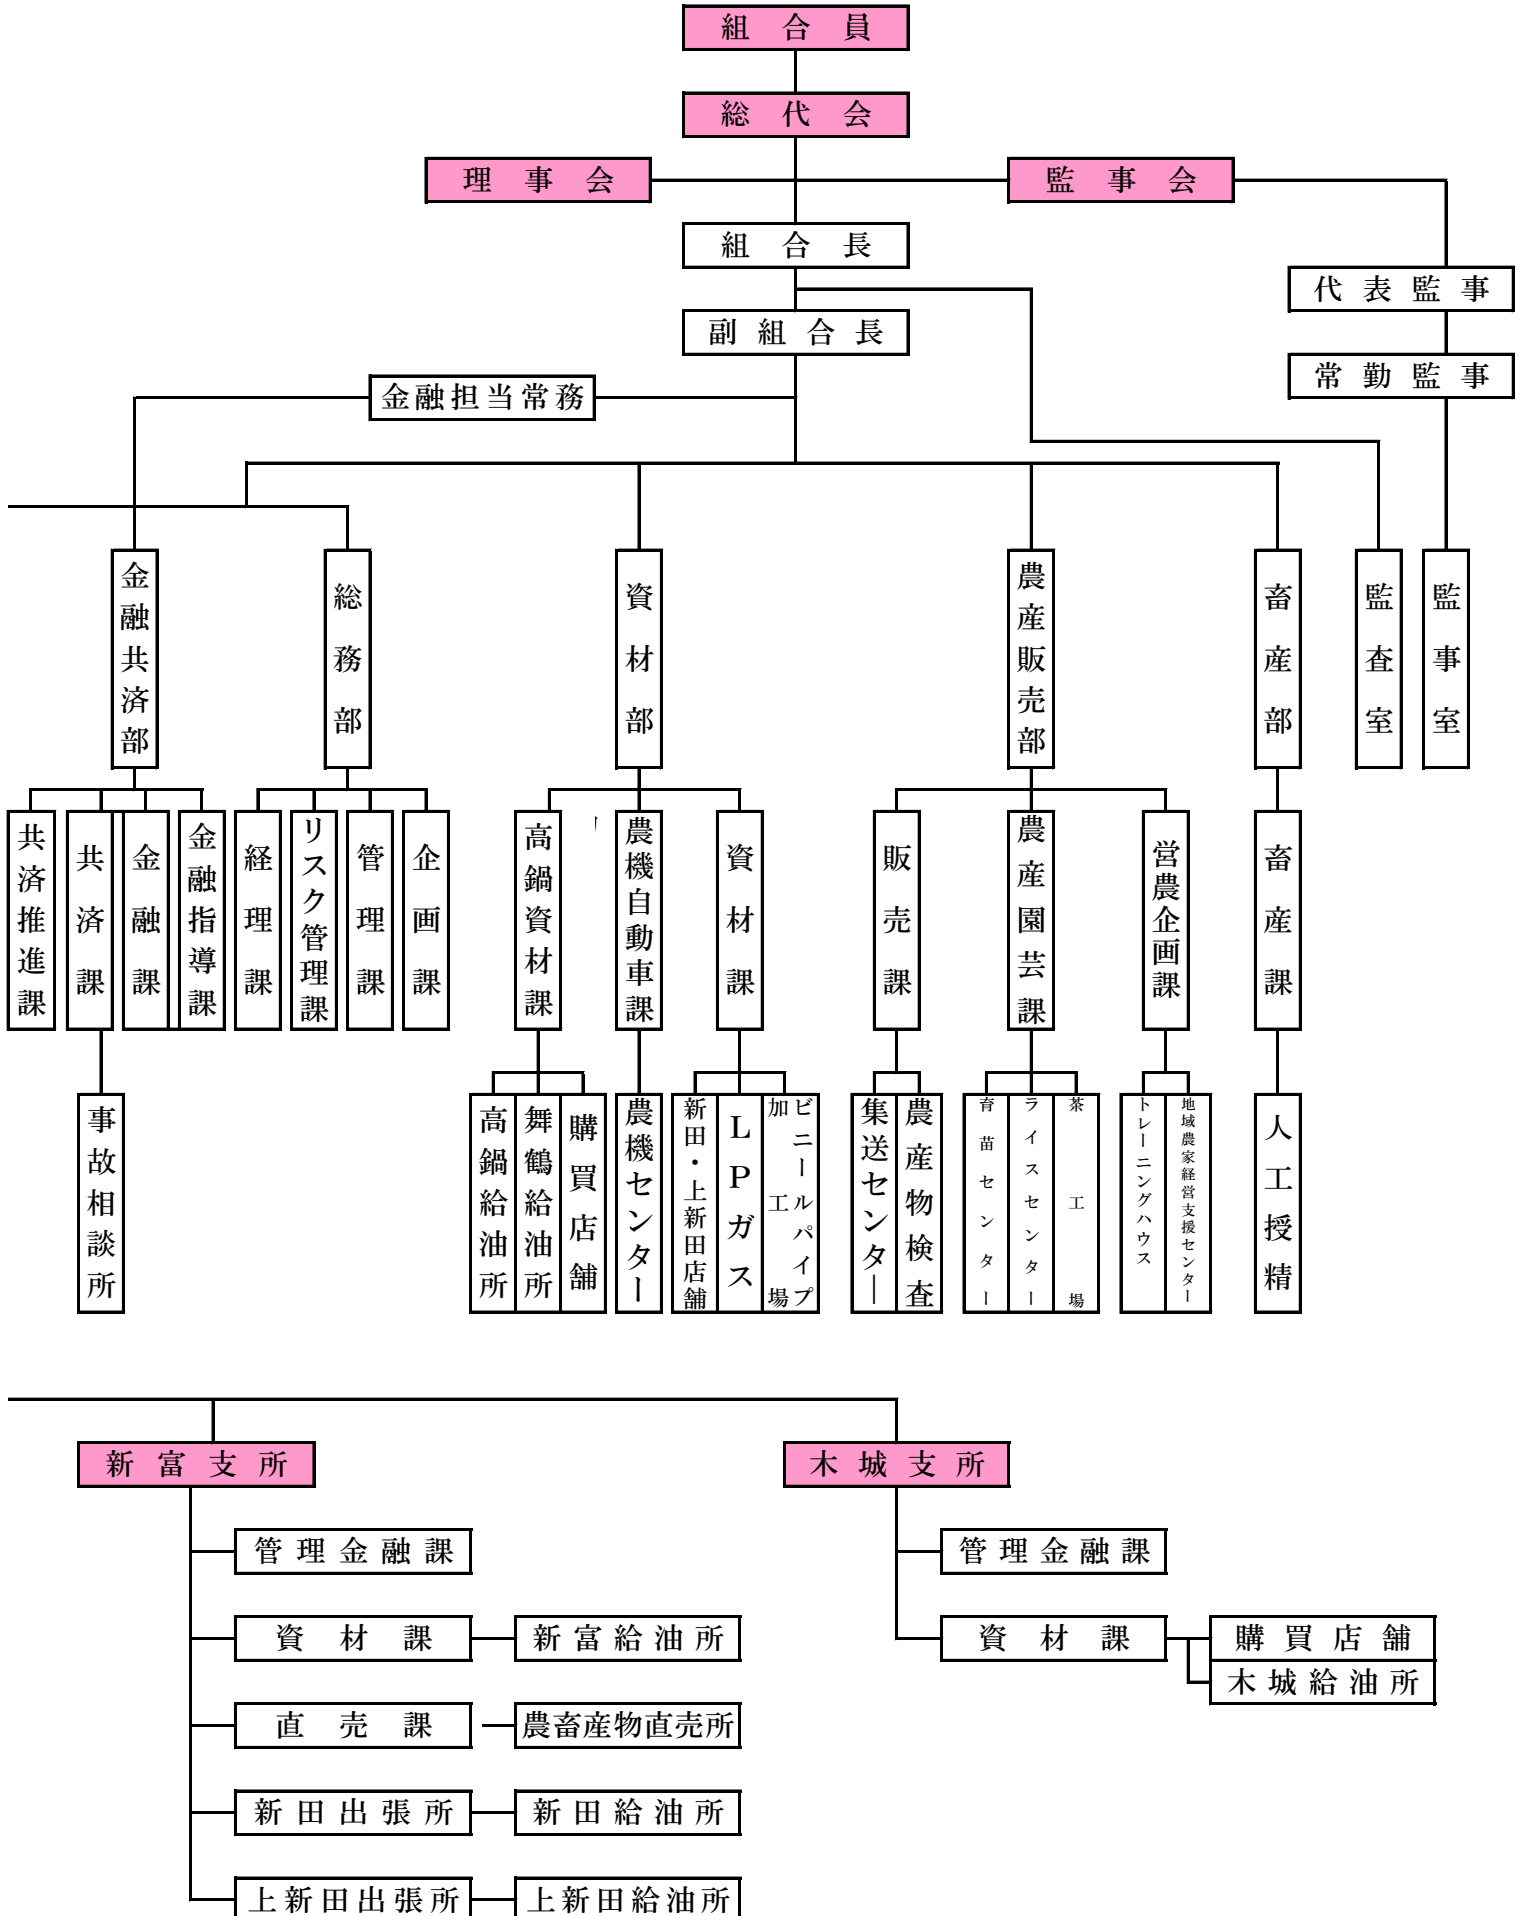 組合員
総代会
理事会
監事会
組合長
代表監事
副組合長
常勤監事
金融担当常務
金融共済部
総務部
資材部
農産販売部
畜産部
監査室
監事室
共済推進課
共済課
金融課
金融指導課
経理課
リスク管理課
管理課
企画課
高鍋資材課
農機自動車課
資材課
販売課
農産園芸課
営農企画課
畜産課
事故相談所
高鍋給油所
舞鶴給油所
購買店舗
農機センター
新田・上新田店舗
LPガス
ビニールパイプ
加工場
集送センター
農産物検査
育苗センター
ライスセンター
茶工場
トレーニングハウス
地域農家経営支援センター
人工授精
新富支所
木城支所
管理金融課
管理金融課
資材課
新富給油所
資材課
購買店舗
木城給油所
直売課
農畜産物直売所
新田出張所
新田給油所
上新田出張所
上新田給油所